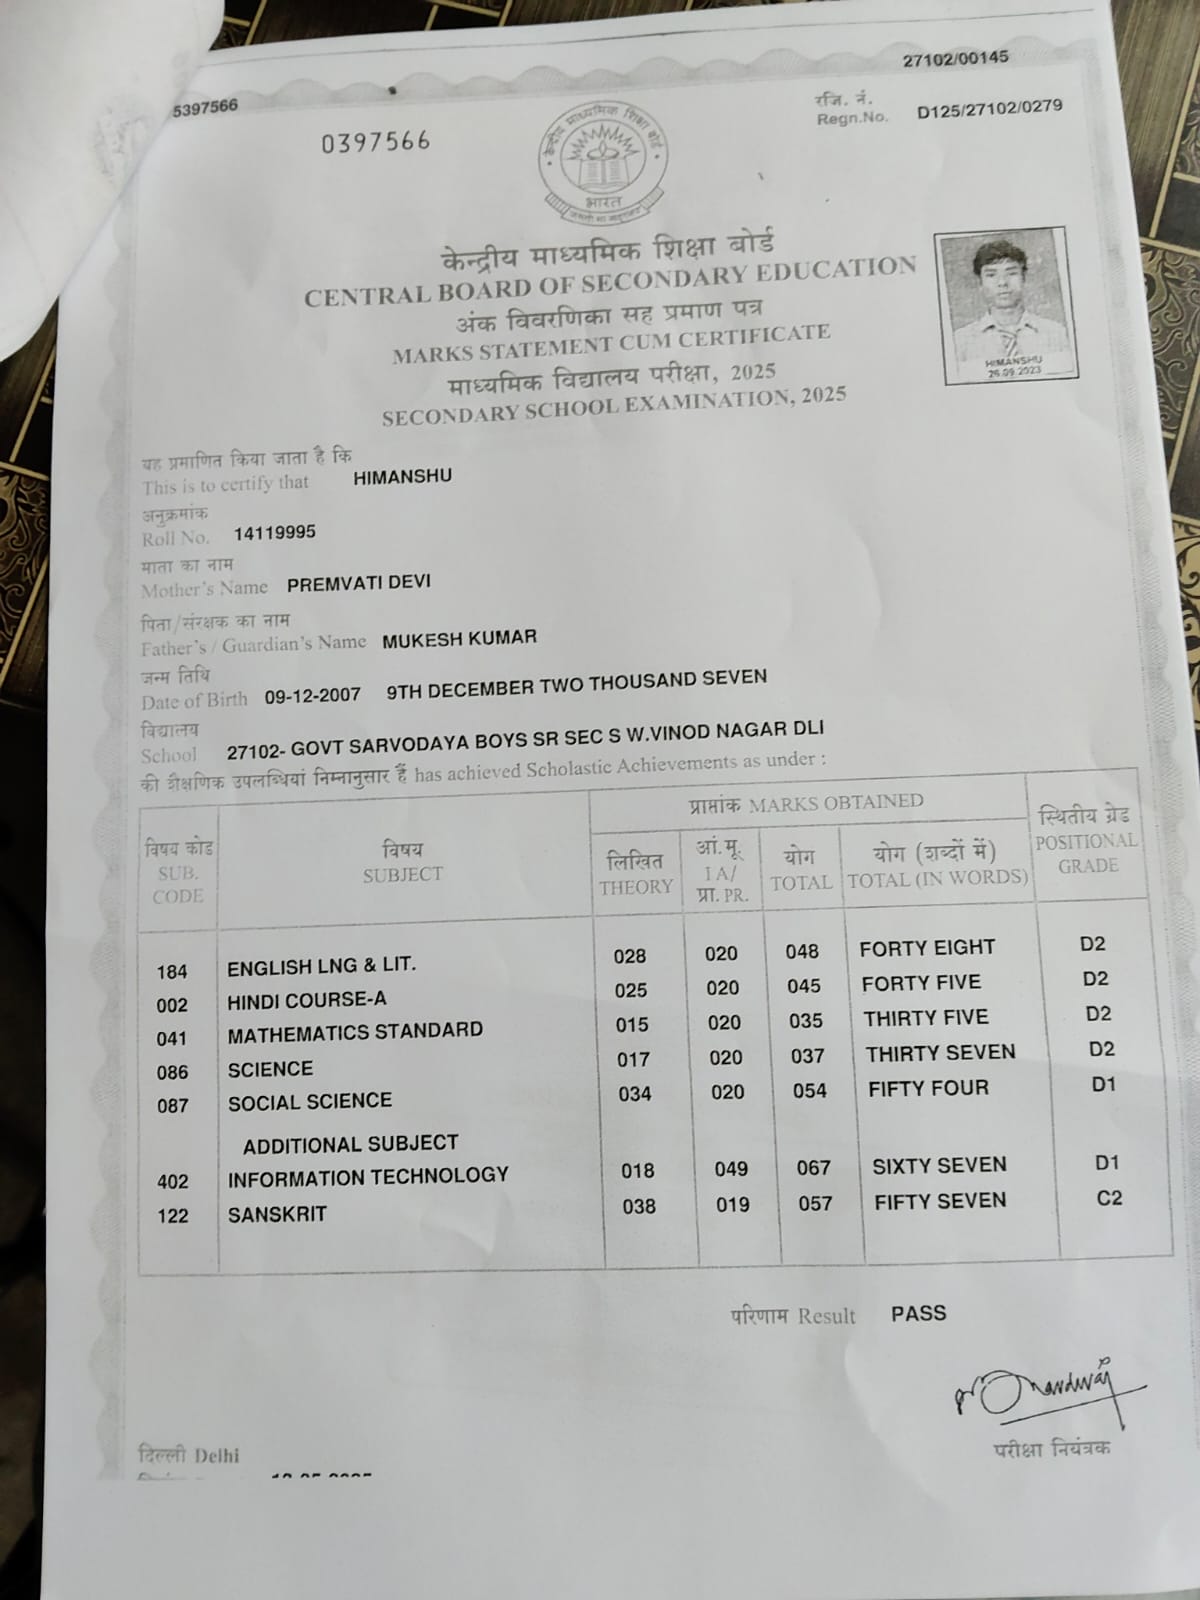 27102/00145
5397566
रजि. नं.
Regn.No. D125/27102/0279
0397566
केन्द्रीय माध्यमिक शिक्षा बोर्ड
भारत
केन्द्रीय माध्यमिक शिक्षा बोर्ड
CENTRAL BOARD OF SECONDARY EDUCATION
अंक विवरणिका सह प्रमाण पत्र
MARKS STATEMENT CUM CERTIFICATE
माध्यमिक विद्यालय परीक्षा, 2025
SECONDARY SCHOOL EXAMINATION, 2025
HIMANSHU
26.09.2023
यह प्रमाणित किया जाता है कि
This is to certify that HIMANSHU
अनुक्रमांक
Roll No. 14119995
माता का नाम
Mother's Name PREMVATI DEVI
पिता/संरक्षक का नाम
Father's / Guardian's Name MUKESH KUMAR
जन्म तिथि
Date of Birth 09-12-2007 9TH DECEMBER TWO THOUSAND SEVEN
विद्यालय
School 27102- GOVT SARVODAYA BOYS SR SEC S W.VINOD NAGAR DLI
की शैक्षणिक उपलब्धियां निम्नानुसार हैं has achieved Scholastic Achievements as under :
विषय कोड SUB. CODE
विषय SUBJECT
प्राप्तांक MARKS OBTAINED
लिखित THEORY
आं.मू. I A/ प्रा. PR.
योग TOTAL
योग (शब्दों में) TOTAL (IN WORDS)
स्थितीय ग्रेड POSITIONAL GRADE
184 ENGLISH LNG & LIT. 028 020 048 FORTY EIGHT D2
002 HINDI COURSE-A 025 020 045 FORTY FIVE D2
041 MATHEMATICS STANDARD 015 020 035 THIRTY FIVE D2
086 SCIENCE 017 020 037 THIRTY SEVEN D2
087 SOCIAL SCIENCE 034 020 054 FIFTY FOUR D1
ADDITIONAL SUBJECT
402 INFORMATION TECHNOLOGY 018 049 067 SIXTY SEVEN D1
122 SANSKRIT 038 019 057 FIFTY SEVEN C2
परिणाम Result PASS
परीक्षा नियंत्रक
दिल्ली Delhi